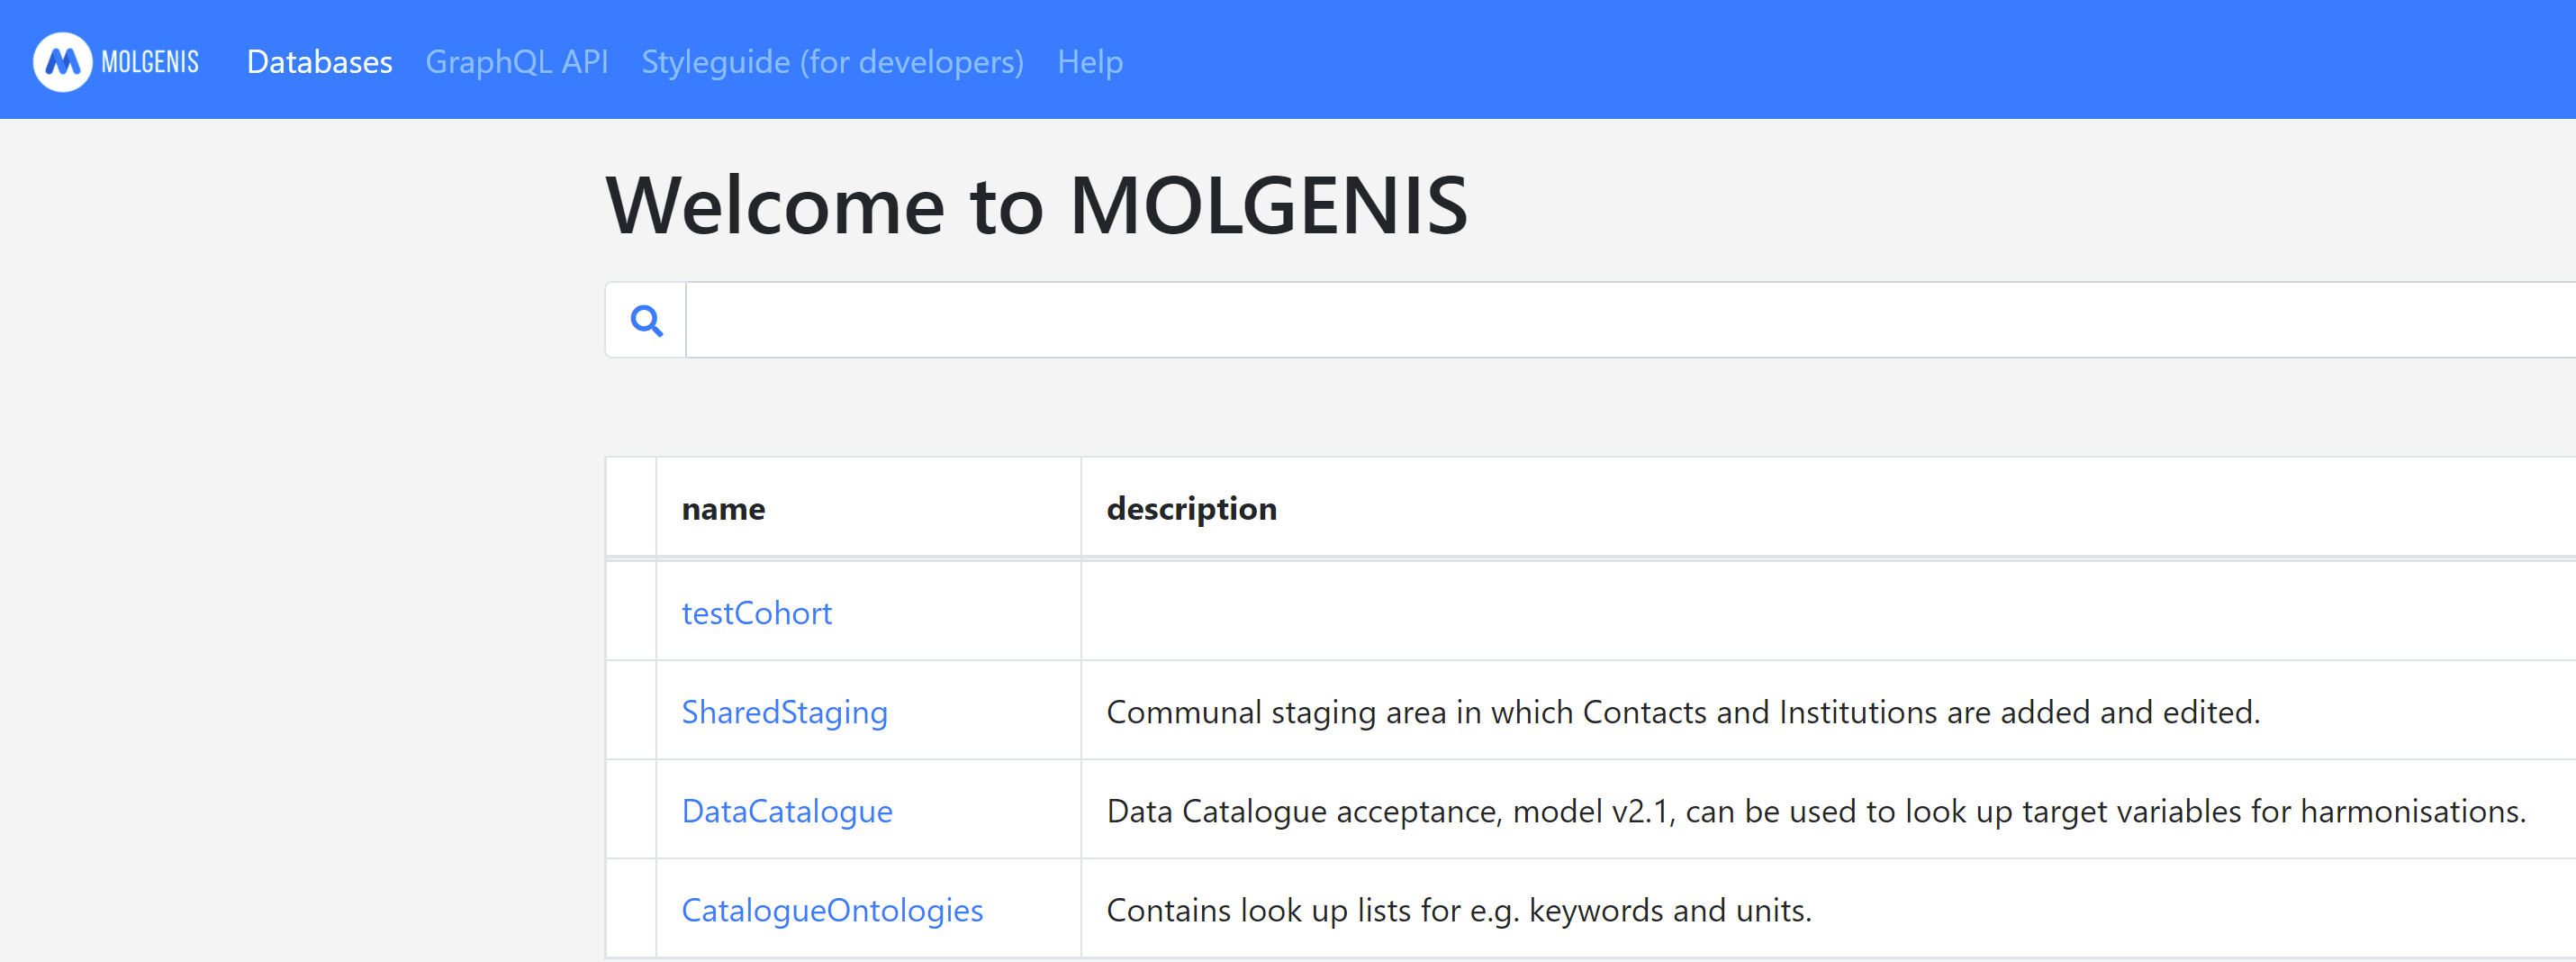 MOLGENIS Databases GraphQL API Styleguide (for developers) Help
Welcome to MOLGENIS
name description
testCohort
SharedStaging Communal staging area in which Contacts and Institutions are added and edited.
DataCatalogue Data Catalogue acceptance, model v2.1, can be used to look up target variables for harmonisations.
CatalogueOntologies Contains look up lists for e.g. keywords and units.